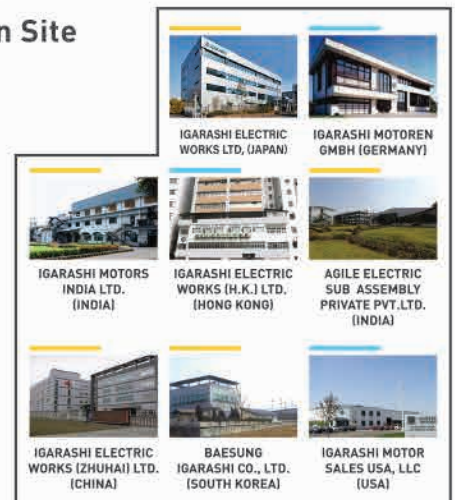 n Site
IGARASHI ELECTRIC
WORKS LTD, (JAPAN)
IGARASHI MOTOREN
GMBH (GERMANY)
IGARASHI MOTORS
INDIA LTD.
(INDIA)
IGARASHI ELECTRIC
WORKS (H.K.) LTD.
(HONG KONG)
AGILE ELECTRIC
SUB ASSEMBLY
PRIVATE PVT.LTD.
(INDIA)
IGARASHI ELECTRIC
WORKS (ZHUHAI) LTD.
(CHINA)
BAESUNG
IGARASHI CO., LTD.
(SOUTH KOREA)
IGARASHI MOTOR
SALES USA, LLC
(USA)